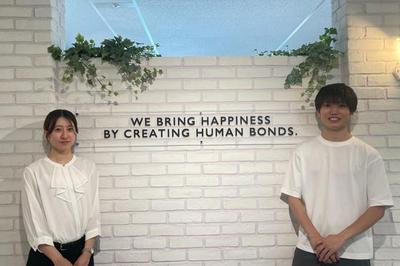 WE BRING HAPPINESS
BY CREATING HUMAN BONDS.